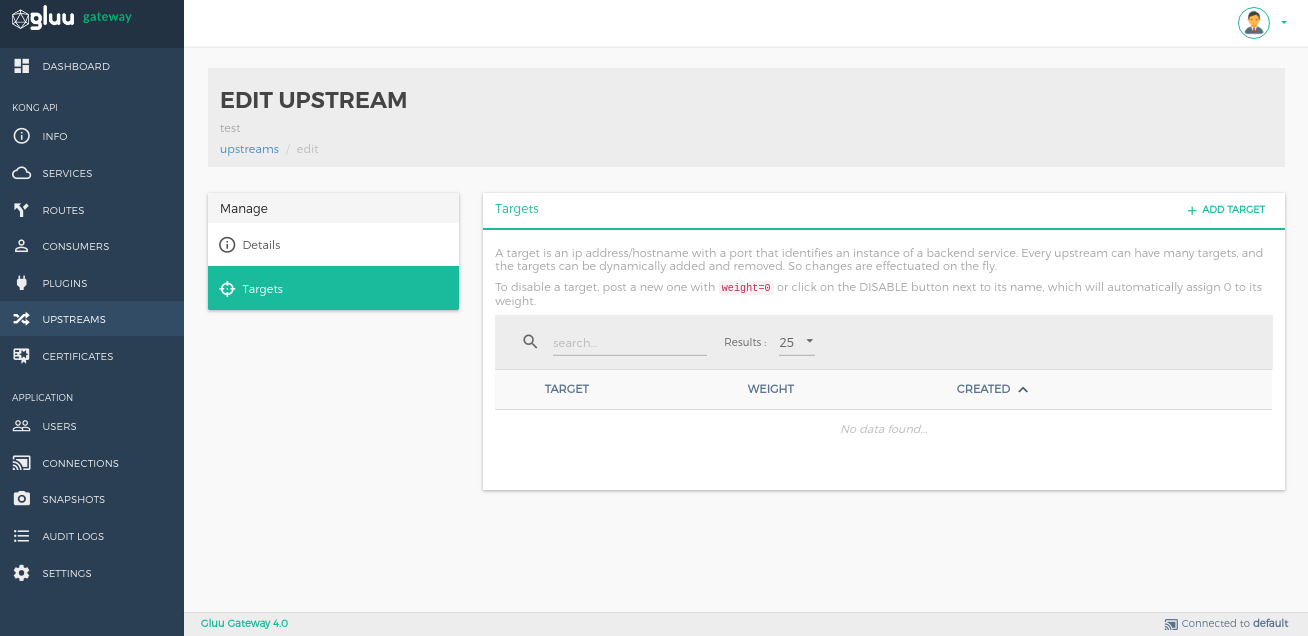 gluu gateway
DASHBOARD
KONG API
INFO
SERVICES
ROUTES
CONSUMERS
PLUGINS
UPSTREAMS
CERTIFICATES
APPLICATION
USERS
CONNECTIONS
SNAPSHOTS
AUDIT LOGS
SETTINGS
EDIT UPSTREAM
test
upstreams / edit
Manage
Details
Targets
Targets
+ ADD TARGET
A target is an ip address/hostname with a port that identifies an instance of a backend service. Every upstream can have many targets, and
the targets can be dynamically added and removed. So changes are effectuated on the fly.
To disable a target, post a new one with weight=0 or click on the DISABLE button next to its name, which will automatically assign 0 to its
weight.
search... Results : 25
TARGET WEIGHT CREATED
No data found...
Gluu Gateway 4.0
Connected to default